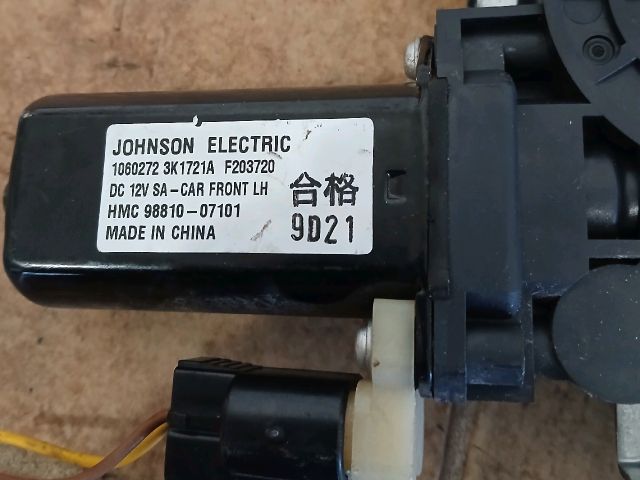 JOHNSON ELECTRIC
1060272 3K1721A F203720
DC 12V SA-CAR FRONT LH
HMC 98810-07101
MADE IN CHINA
合格
9D21